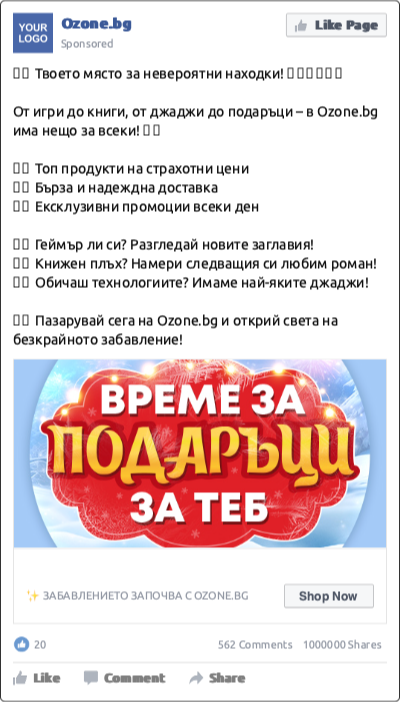 YOUR
LOGO
Ozone.bg
Sponsored
Like Page
Твоето място за невероятни находки!
От игри до книги, от джаджи до подаръци – в Ozone.bg
има нещо за всеки!
Топ продукти на страхотни цени
Бърза и надеждна доставка
Ексклузивни промоции всеки ден
Геймър ли си? Разгледай новите заглавия!
Книжен плъх? Намери следващия си любим роман!
Обичаш технологиите? Имаме най-яките джаджи!
Пазарувай сега на Ozone.bg и открий света на
безкрайното забавление!
ВРЕМЕ ЗА
ПОДАРЪЦИ
ЗА ТЕБ
✨ ЗАБАВЛЕНИЕТО ЗАПОЧВА С OZONE.BG
Shop Now
20
562 Comments 1000000 Shares
Like Comment Share